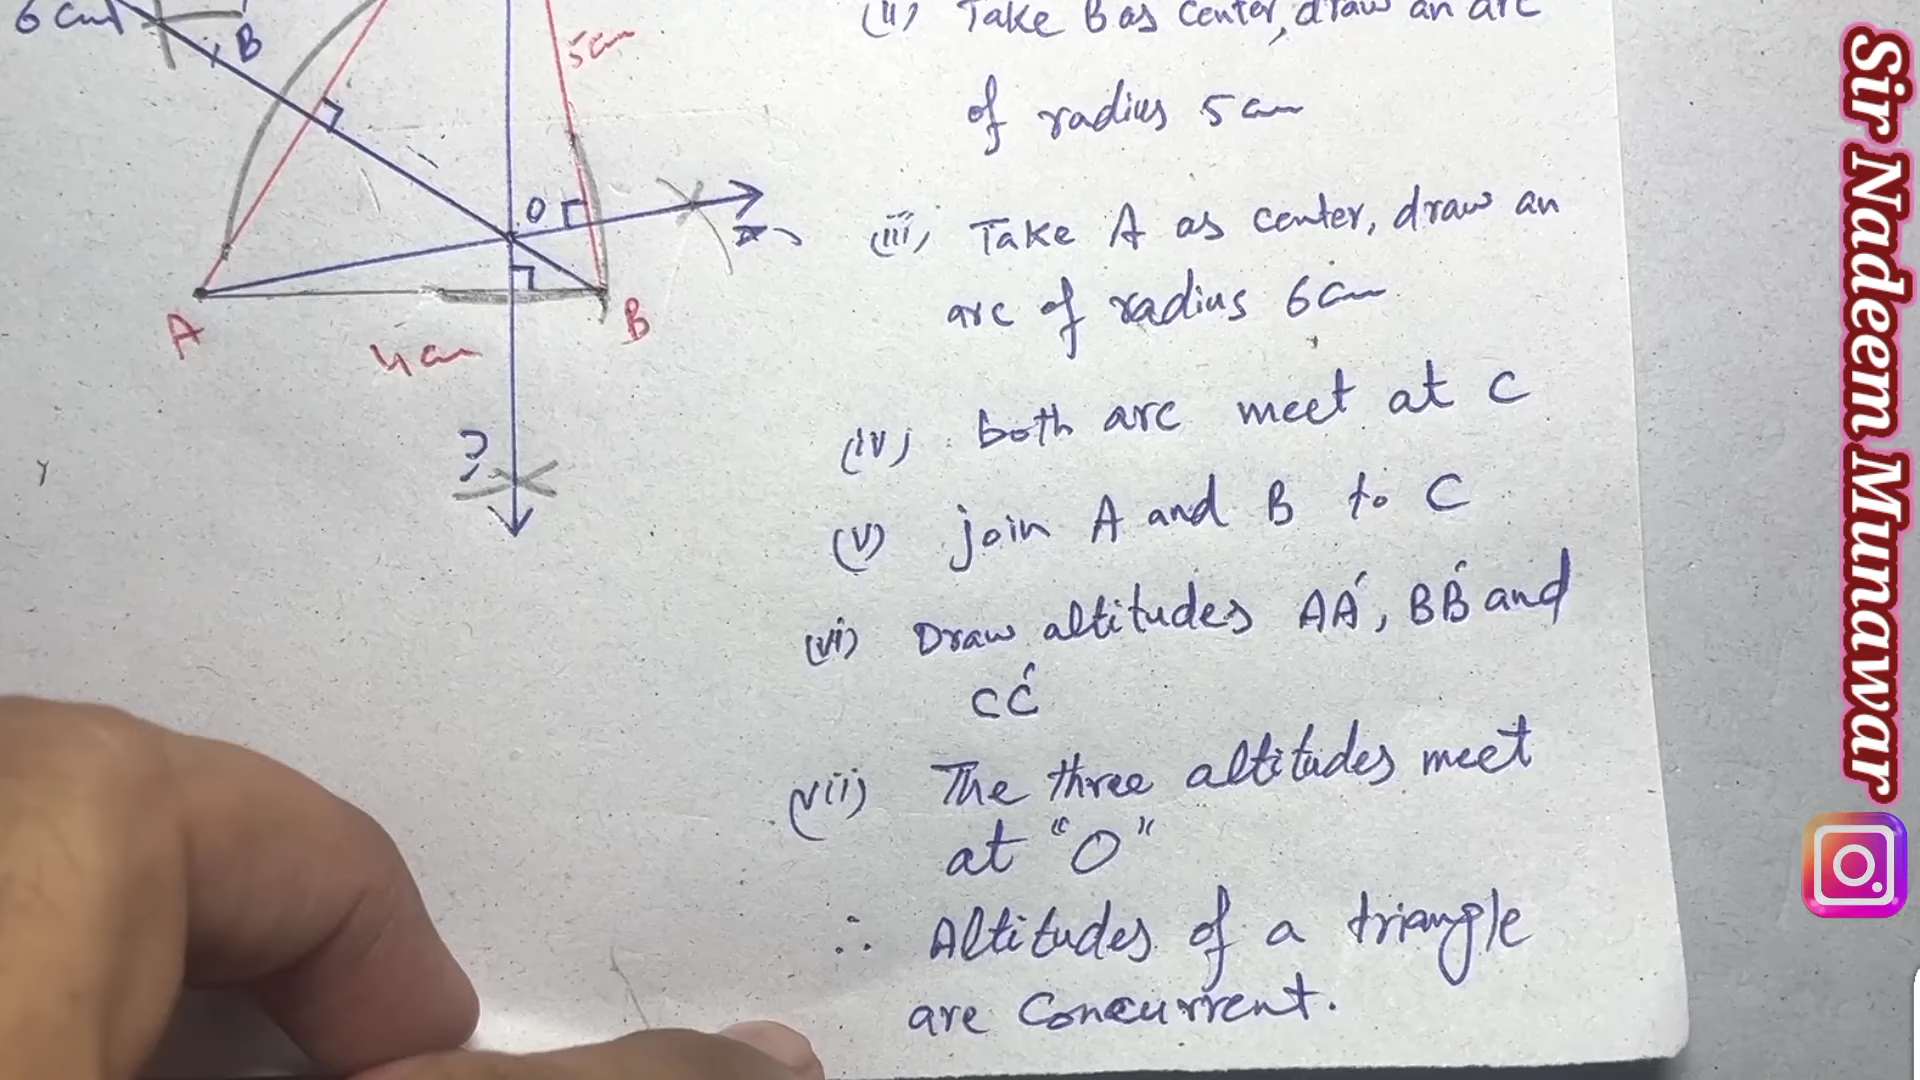 6 cm
B
5cm
O
A
B
4cm
(ii) Take B as center, draw an arc
of radius 5cm
(iii) Take A as center, draw an
arc of radius 6cm
(iv) both arc meet at C
(v) join A and B to C
(vi) Draw altitudes AA', BB' and
CC'
(vii) The three altitudes meet
at "O"
∴ Altitudes of a triangle
are Concurrent.
Sir Nadeem Munawar